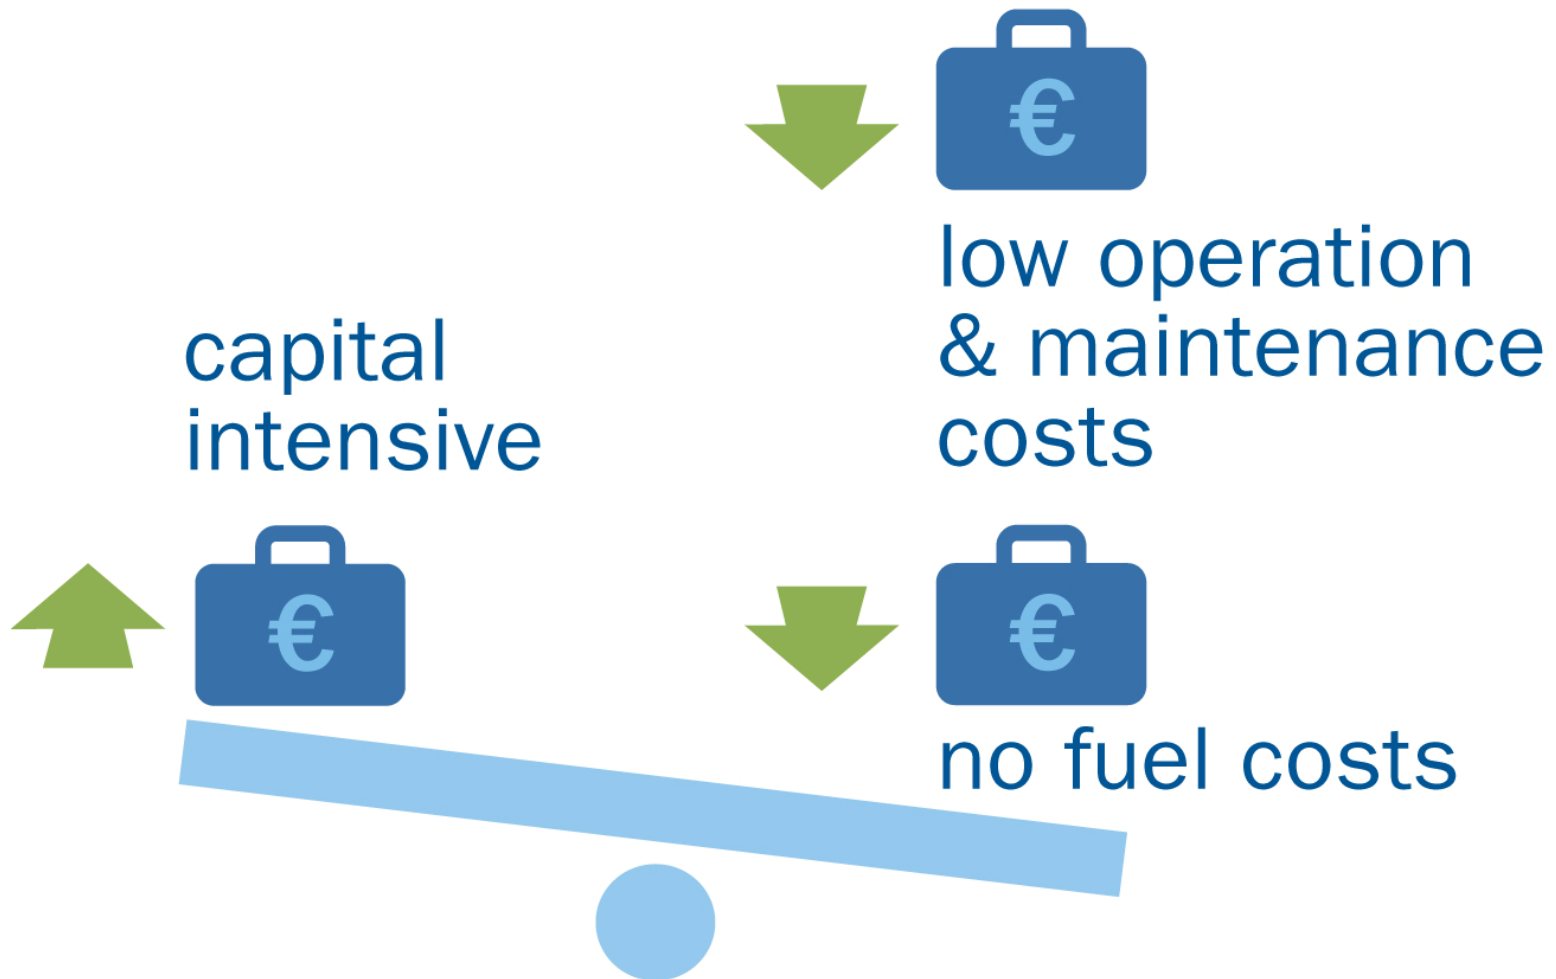 €
low operation
& maintenance
costs
capital
intensive
€
€
no fuel costs